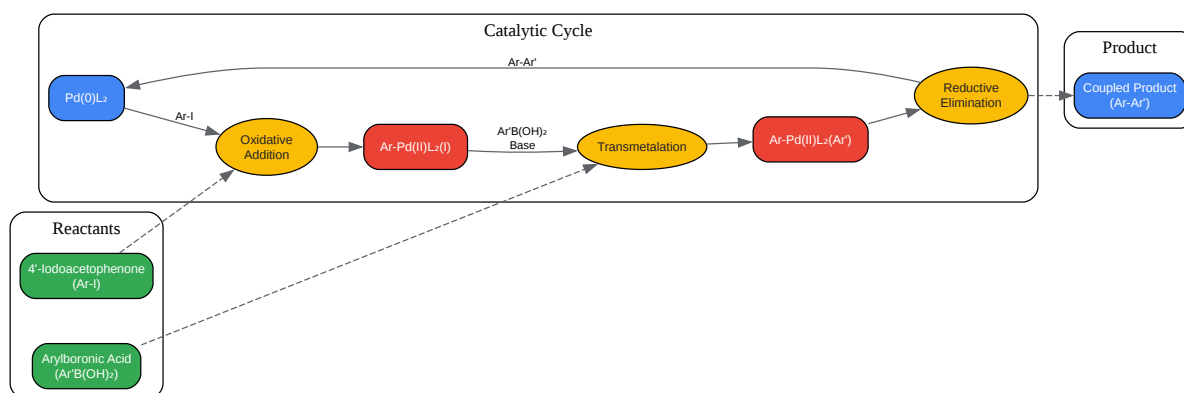 Catalytic Cycle
Product
Ar-Ar'
Pd(0)L₂
Ar-I
Oxidative
Addition
Ar-Pd(II)L₂(I)
Ar'B(OH)₂
Base
Transmetalation
Ar-Pd(II)L₂(Ar')
Reductive
Elimination
Coupled Product
(Ar-Ar')
Reactants
4'-Iodoacetophenone
(Ar-I)
Arylboronic Acid
(Ar'B(OH)₂)